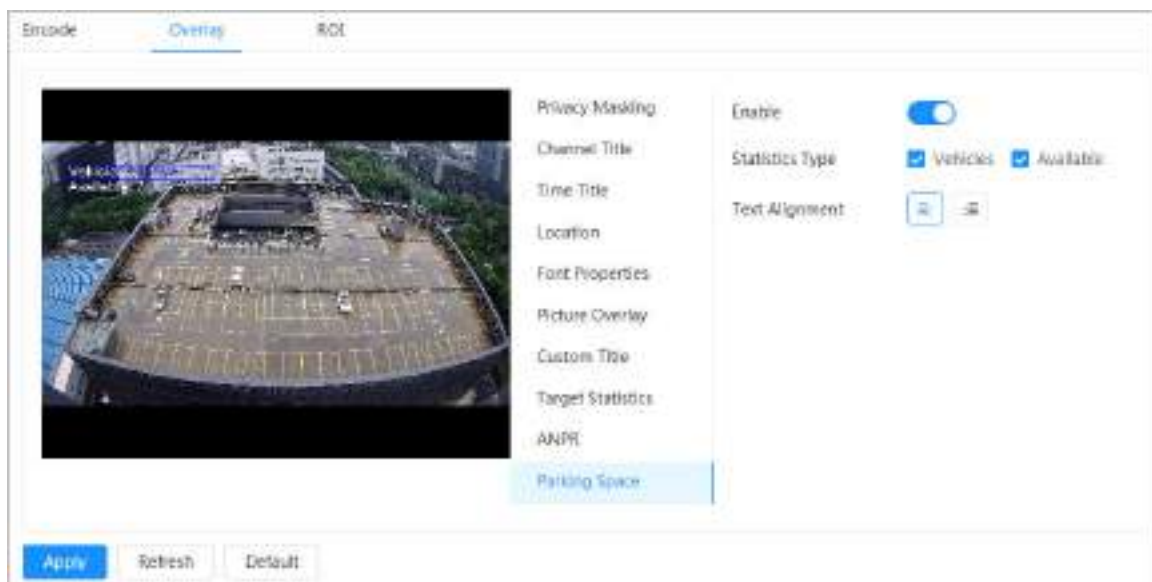 Encode Overlay ROI
Privacy Masking
Channel Title
Time Title
Location
Font Properties
Picture Overlay
Custom Title
Target Statistics
ANPR
Parking Space
Enable
Statistics Type Vehicles Available
Text Alignment
Apply Refresh Default